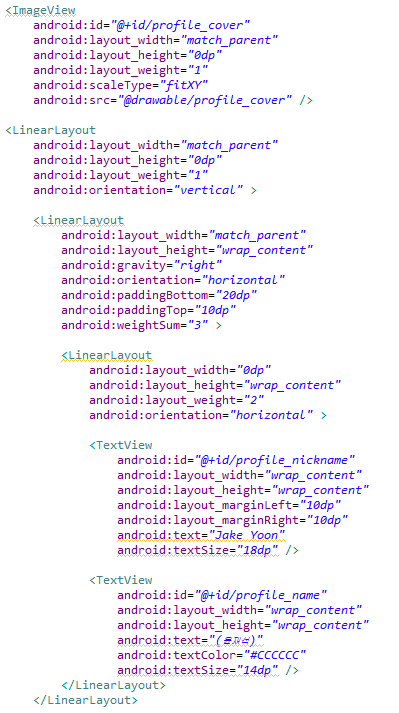 <ImageView
android:id="@+id/profile_cover"
android:layout_width="match_parent"
android:layout_height="0dp"
android:layout_weight="1"
android:scaleType="fitXY"
android:src="@drawable/profile_cover" />
<LinearLayout
android:layout_width="match_parent"
android:layout_height="0dp"
android:layout_weight="1"
android:orientation="vertical" >
<LinearLayout
android:layout_width="match_parent"
android:layout_height="wrap_content"
android:gravity="right"
android:orientation="horizontal"
android:paddingBottom="20dp"
android:paddingTop="10dp"
android:weightSum="3" >
<LinearLayout
android:layout_width="0dp"
android:layout_height="wrap_content"
android:layout_weight="2"
android:orientation="horizontal" >
<TextView
android:id="@+id/profile_nickname"
android:layout_width="wrap_content"
android:layout_height="wrap_content"
android:layout_marginLeft="10dp"
android:layout_marginRight="10dp"
android:text="Jake Yoon"
android:textSize="18dp" />
<TextView
android:id="@+id/profile_name"
android:layout_width="wrap_content"
android:layout_height="wrap_content"
android:text="()"
android:textColor="#CCCCCC"
android:textSize="14dp" />
</LinearLayout>
</LinearLayout>